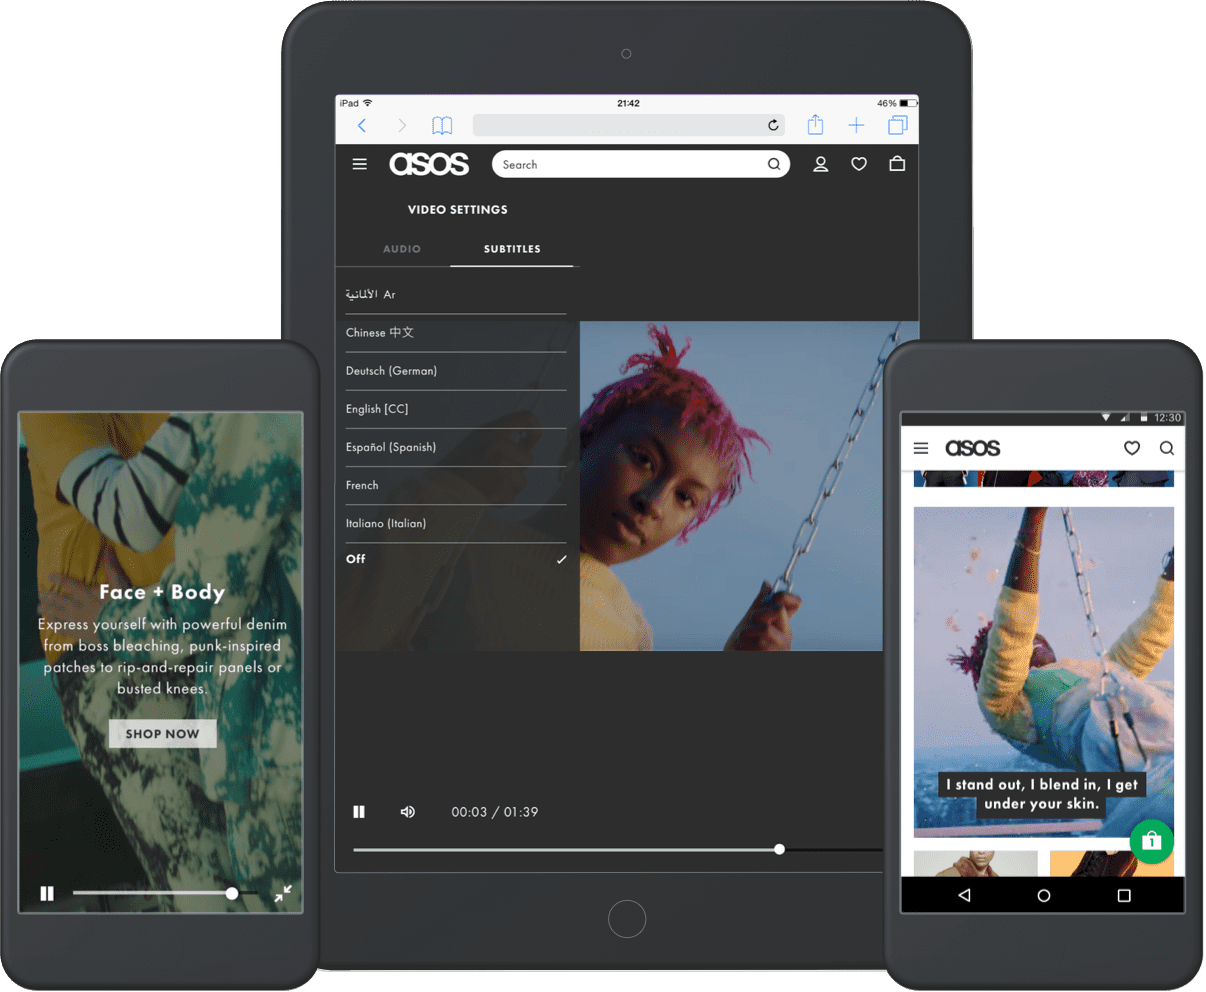 iPad
21:42
46%
asos
Search
VIDEO SETTINGS
AUDIO
SUBTITLES
الألمانية Ar
Chinese 中文
Deutsch (German)
English [CC]
Español (Spanish)
French
Italiano (Italian)
Off
00:03 / 01:39
Face + Body
Express yourself with powerful denim
from boss bleaching, punk-inspired
patches to rip-and-repair panels or
busted knees.
SHOP NOW
12:30
asos
I stand out, I blend in, I get
under your skin.
1